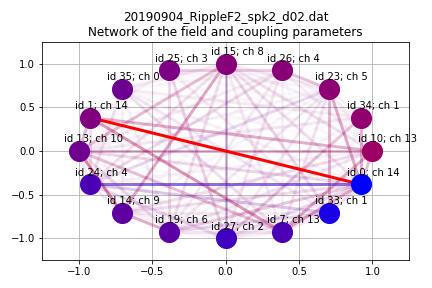 20190904_RippleF2_spk2_d02.dat
Network of the field and coupling parameters
id 15; ch 8
id 25; ch 3
id 26; ch 4
id 35; ch 0
id 23; ch 5
id 1; ch 14
id 34; ch 1
id 13; ch 10
id 10; ch 13
id 24; ch 4
id 0; ch 14
id 14; ch 9
id 33; ch 1
id 19; ch 6
id 7; ch 13
id 27; ch 2
1.0
0.5
0.0
−0.5
−1.0
−1.0
−0.5
0.0
0.5
1.0